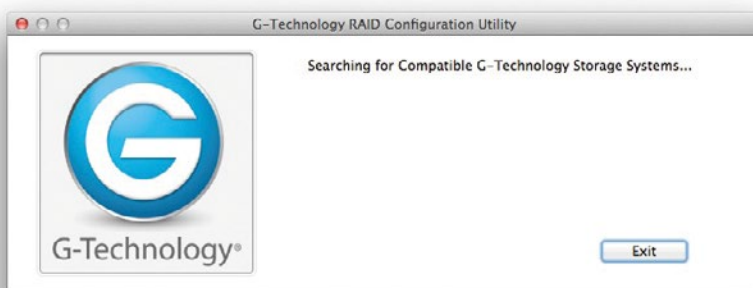 G-Technology RAID Configuration Utility
Searching for Compatible G-Technology Storage Systems...
G
G-Technology®
Exit